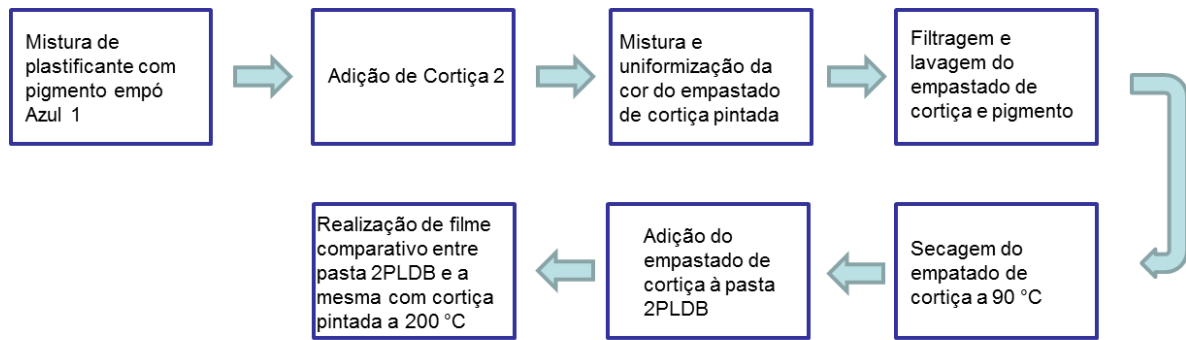 Mistura de
plastificante com
pigmento empó
Azul 1
Adição de Cortiça 2
Mistura e
uniformização da
cor do empastado
de cortiça pintada
Filtragem e
lavagem do
empastado de
cortiça e pigmento
Secagem do
empatado de
cortiça a 90 °C
Adição do
empastado de
cortiça à pasta
2PLDB
Realização de filme
comparativo entre
pasta 2PLDB e a
mesma com cortiça
pintada a 200 °C